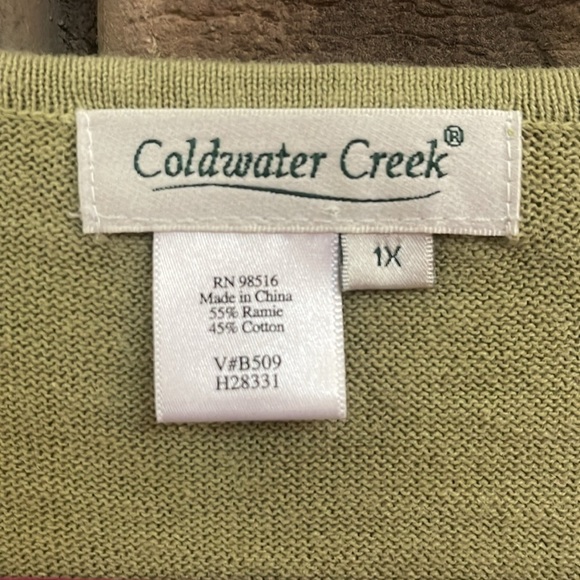 Coldwater Creek®
1X
RN 98516
Made in China
55% Ramie
45% Cotton
V#B509
H28331